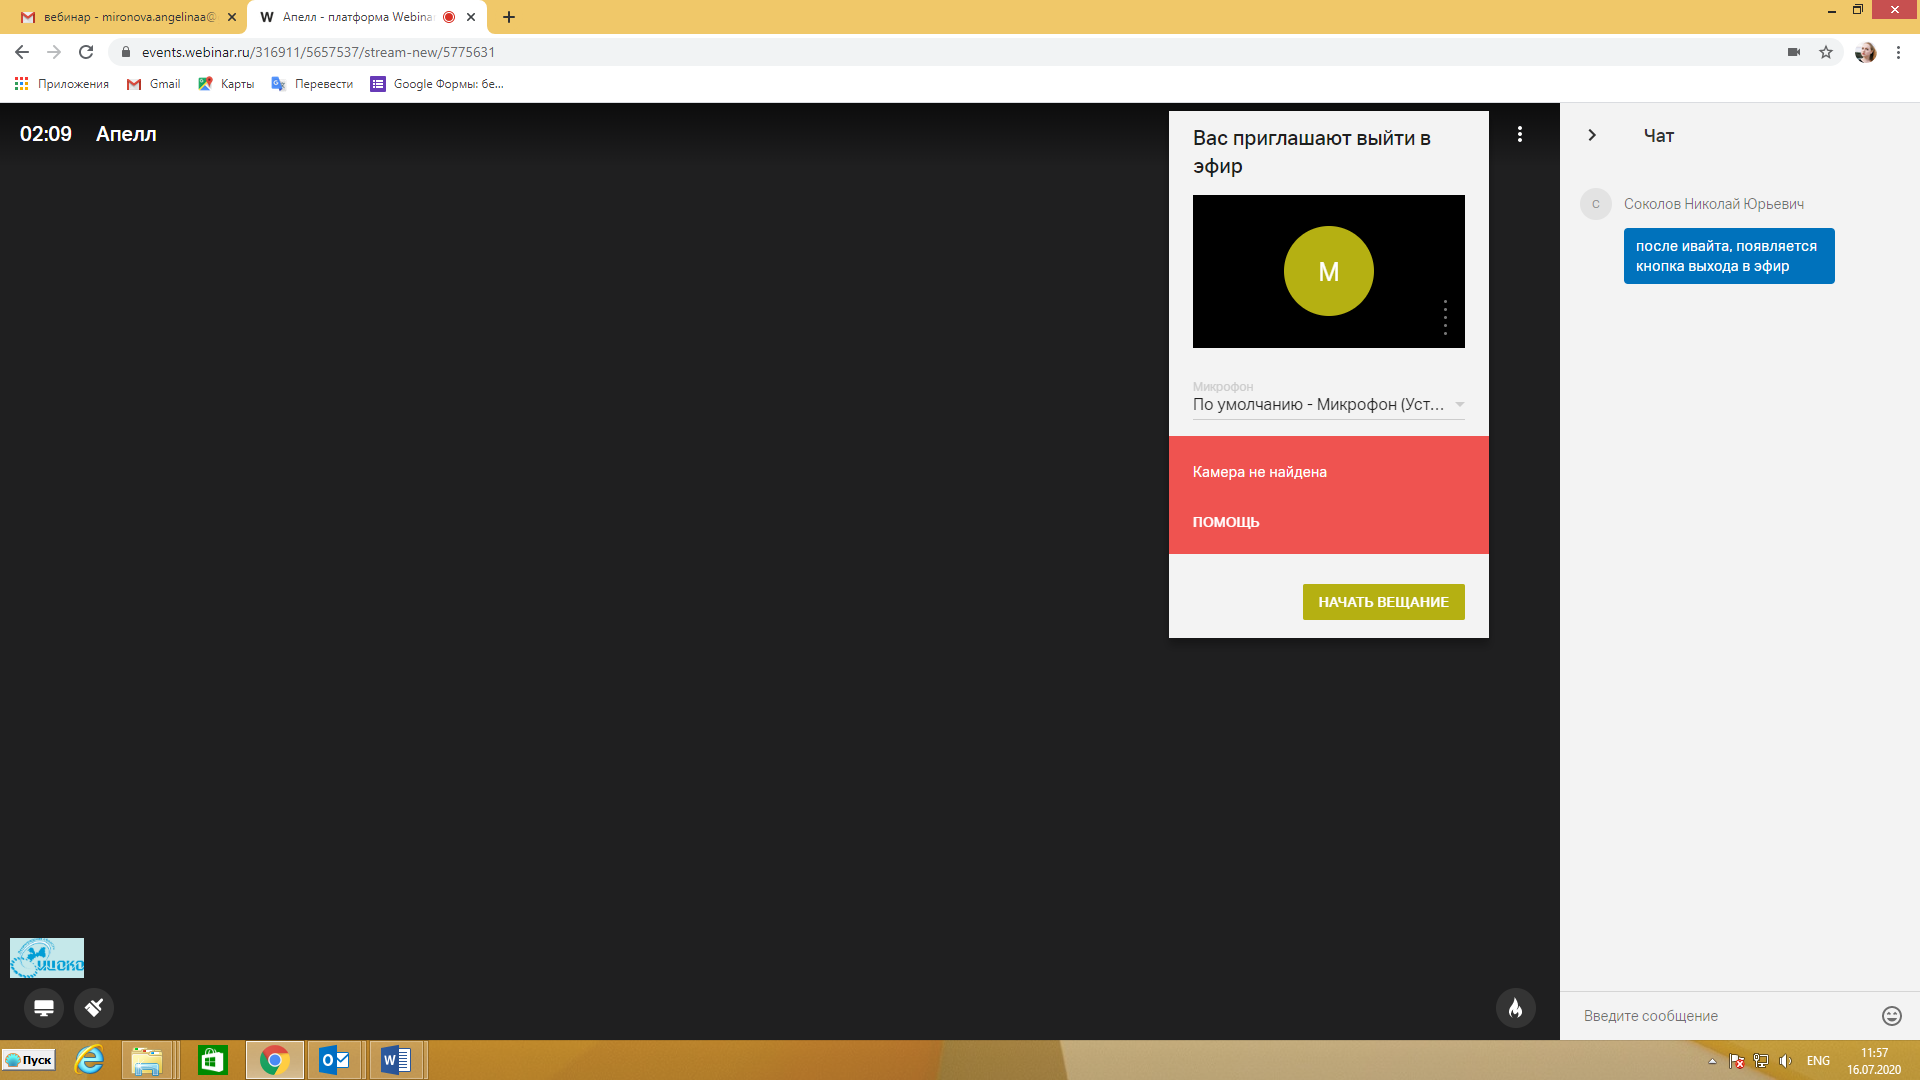 вебинар - mironova.angelinaa@
W Апелл - платформа Webinar
events.webinar.ru/316911/5657537/stream-new/5775631
Приложения Gmail Карты Перевести Google Формы: бе...
02:09 Апелл
Вас приглашают выйти в
эфир
М
Микрофон
По умолчанию - Микрофон (Уст...
Камера не найдена
ПОМОЩЬ
НАЧАТЬ ВЕЩАНИЕ
Чат
С Соколов Николай Юрьевич
после ивайта, появляется
кнопка выхода в эфир
Введите сообщение
Пуск
ENG
11:57
16.07.2020